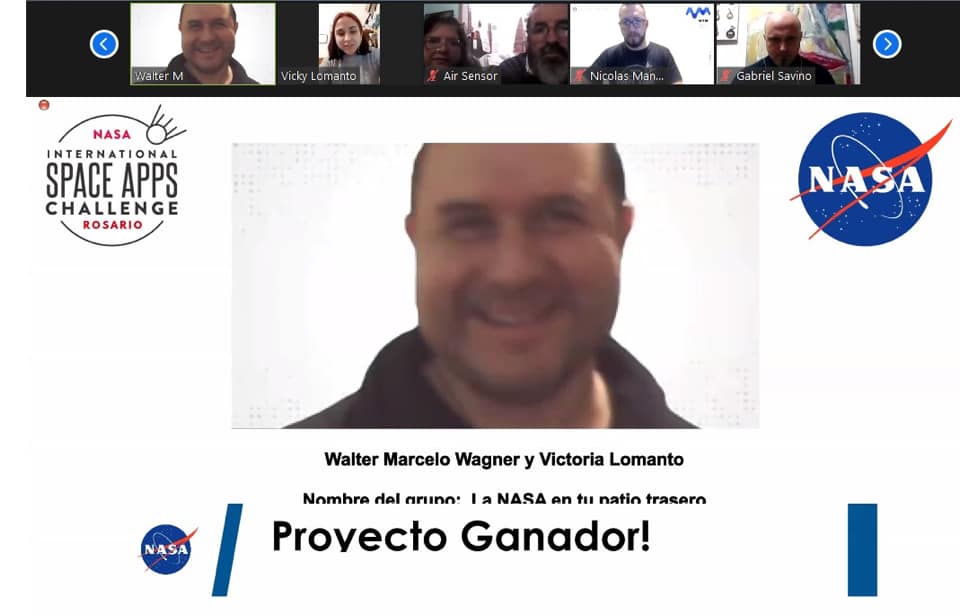 Walter M
Vicky Lomanto
Air Sensor
Nicolas Man...
Gabriel Savino
NASA
INTERNATIONAL
SPACE APPS
CHALLENGE
ROSARIO
NASA
Walter Marcelo Wagner y Victoria Lomanto
Nombre del grupo: La NASA en tu patio trasero
NASA
Proyecto Ganador!